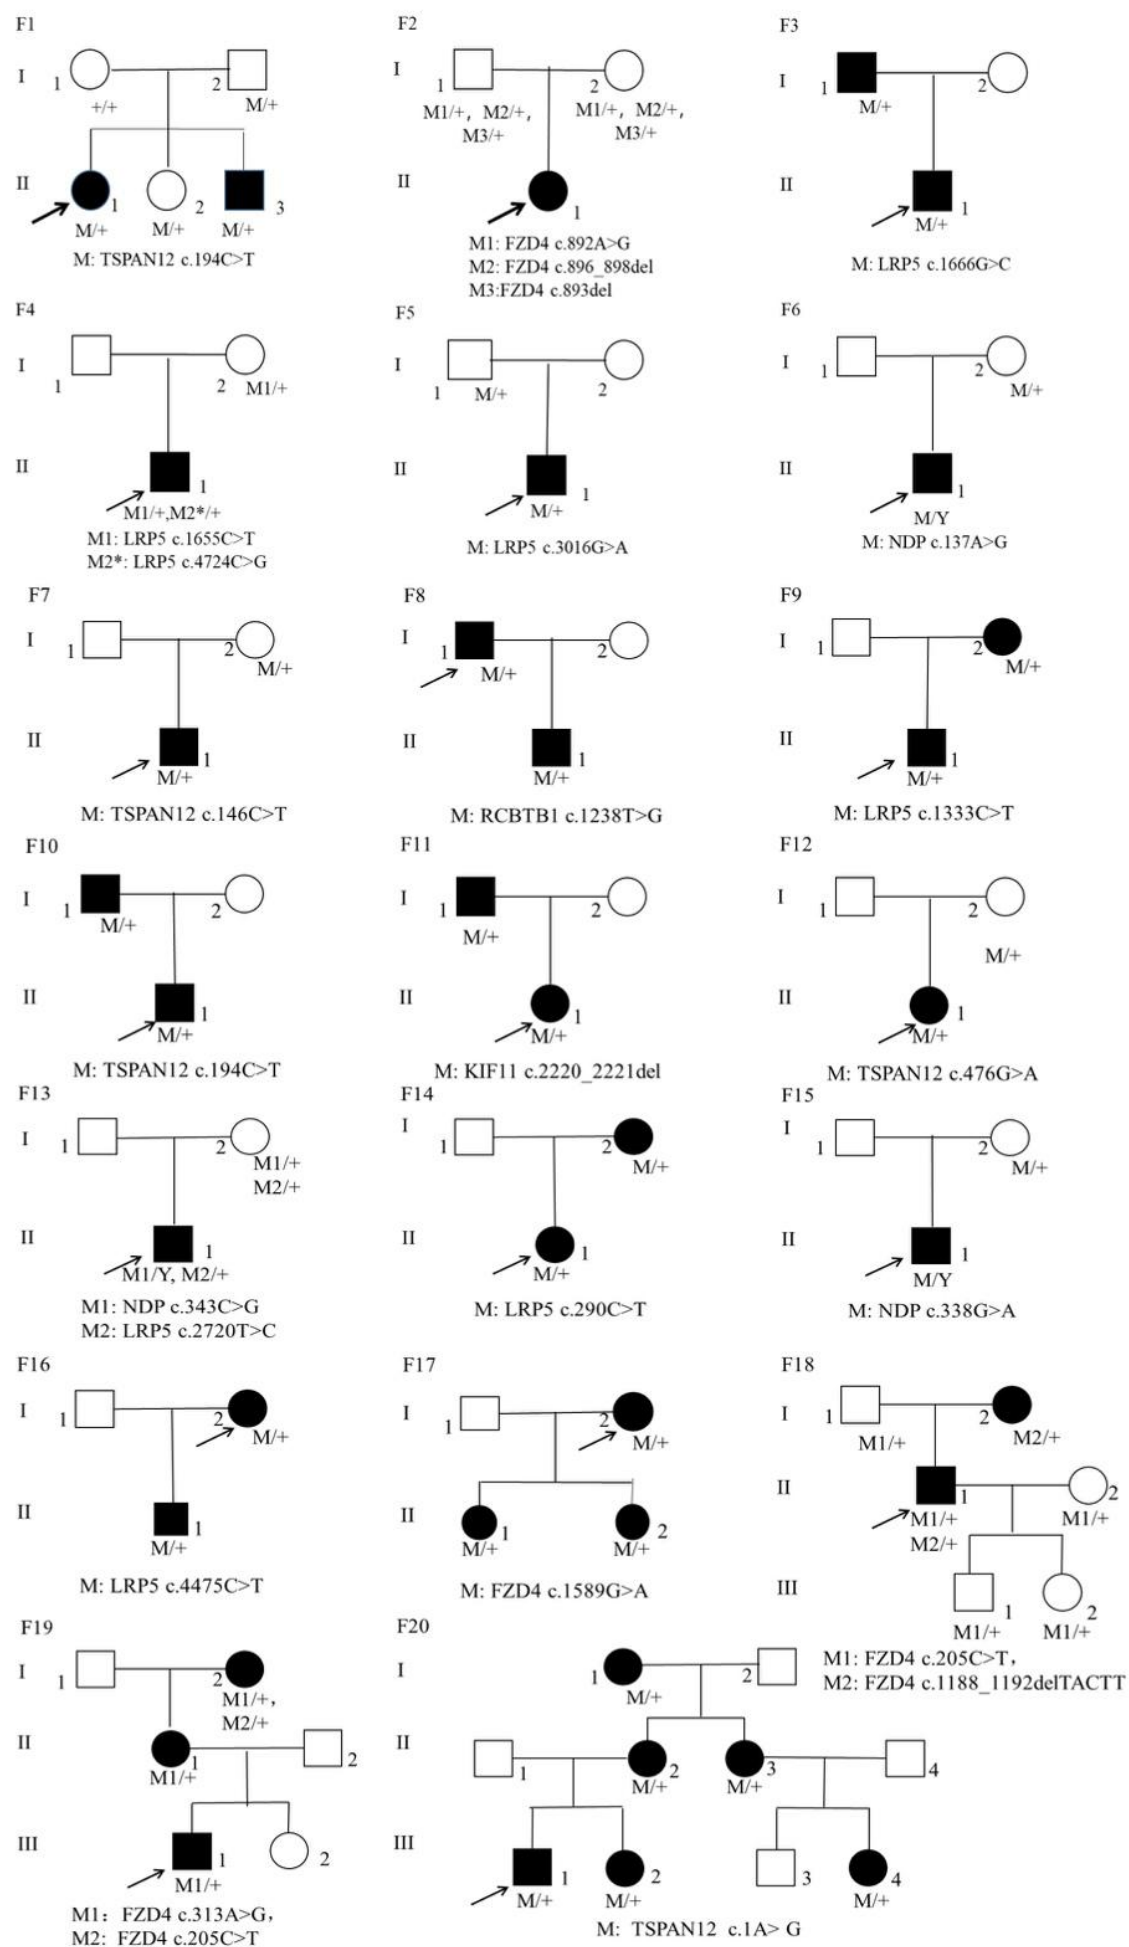 F1
I
1
2
+/+
M/+
II
1
2
3
M/+
M/+
M/+
M: TSPAN12 c.194C>T
F2
I
1
2
M1/+, M2/+,
M3/+
M1/+, M2/+,
M3/+
II
1
M1: FZD4 c.892A>G
M2: FZD4 c.896_898del
M3:FZD4 c.893del
F3
I
1
2
M/+
II
1
M/+
M: LRP5 c.1666G>C
F4
I
1
2
M1/+
II
1
M1/+,M2*/+
M1: LRP5 c.1655C>T
M2*: LRP5 c.4724C>G
F5
I
1
M/+
2
II
1
M/+
M: LRP5 c.3016G>A
F6
I
1
2
M/+
II
1
M/Y
M: NDP c.137A>G
F7
I
1
2
M/+
II
1
M/+
M: TSPAN12 c.146C>T
F8
I
1
2
M/+
II
1
M/+
M: RCBTB1 c.1238T>G
F9
I
1
2
M/+
II
1
M/+
M: LRP5 c.1333C>T
F10
I
1
2
M/+
II
1
M/+
M: TSPAN12 c.194C>T
F11
I
1
2
M/+
II
1
M/+
M: KIF11 c.2220_2221del
F12
I
1
2
M/+
II
1
M/+
M: TSPAN12 c.476G>A
F13
I
1
2
M1/+
M2/+
II
1
M1/Y, M2/+
M1: NDP c.343C>G
M2: LRP5 c.2720T>C
F14
I
1
2
M/+
II
1
M/+
M: LRP5 c.290C>T
F15
I
1
2
M/+
II
1
M/Y
M: NDP c.338G>A
F16
I
1
2
M/+
II
1
M/+
M: LRP5 c.4475C>T
F17
I
1
2
M/+
II
1
2
M/+
M/+
M: FZD4 c.1589G>A
F18
I
1
2
M1/+
M2/+
II
1
2
M1/+
M2/+
M1/+
III
1
2
M1/+
M1/+
M1: FZD4 c.205C>T,
M2: FZD4 c.1188_1192delTACTT
F19
I
1
2
M1/+,
M2/+
II
1
2
M1/+
III
1
2
M1/+
M1: FZD4 c.313A>G,
M2: FZD4 c.205C>T
F20
I
1
2
M/+
II
1
2
3
4
M/+
M/+
III
1
2
3
4
M/+
M/+
M/+
M: TSPAN12 c.1A> G